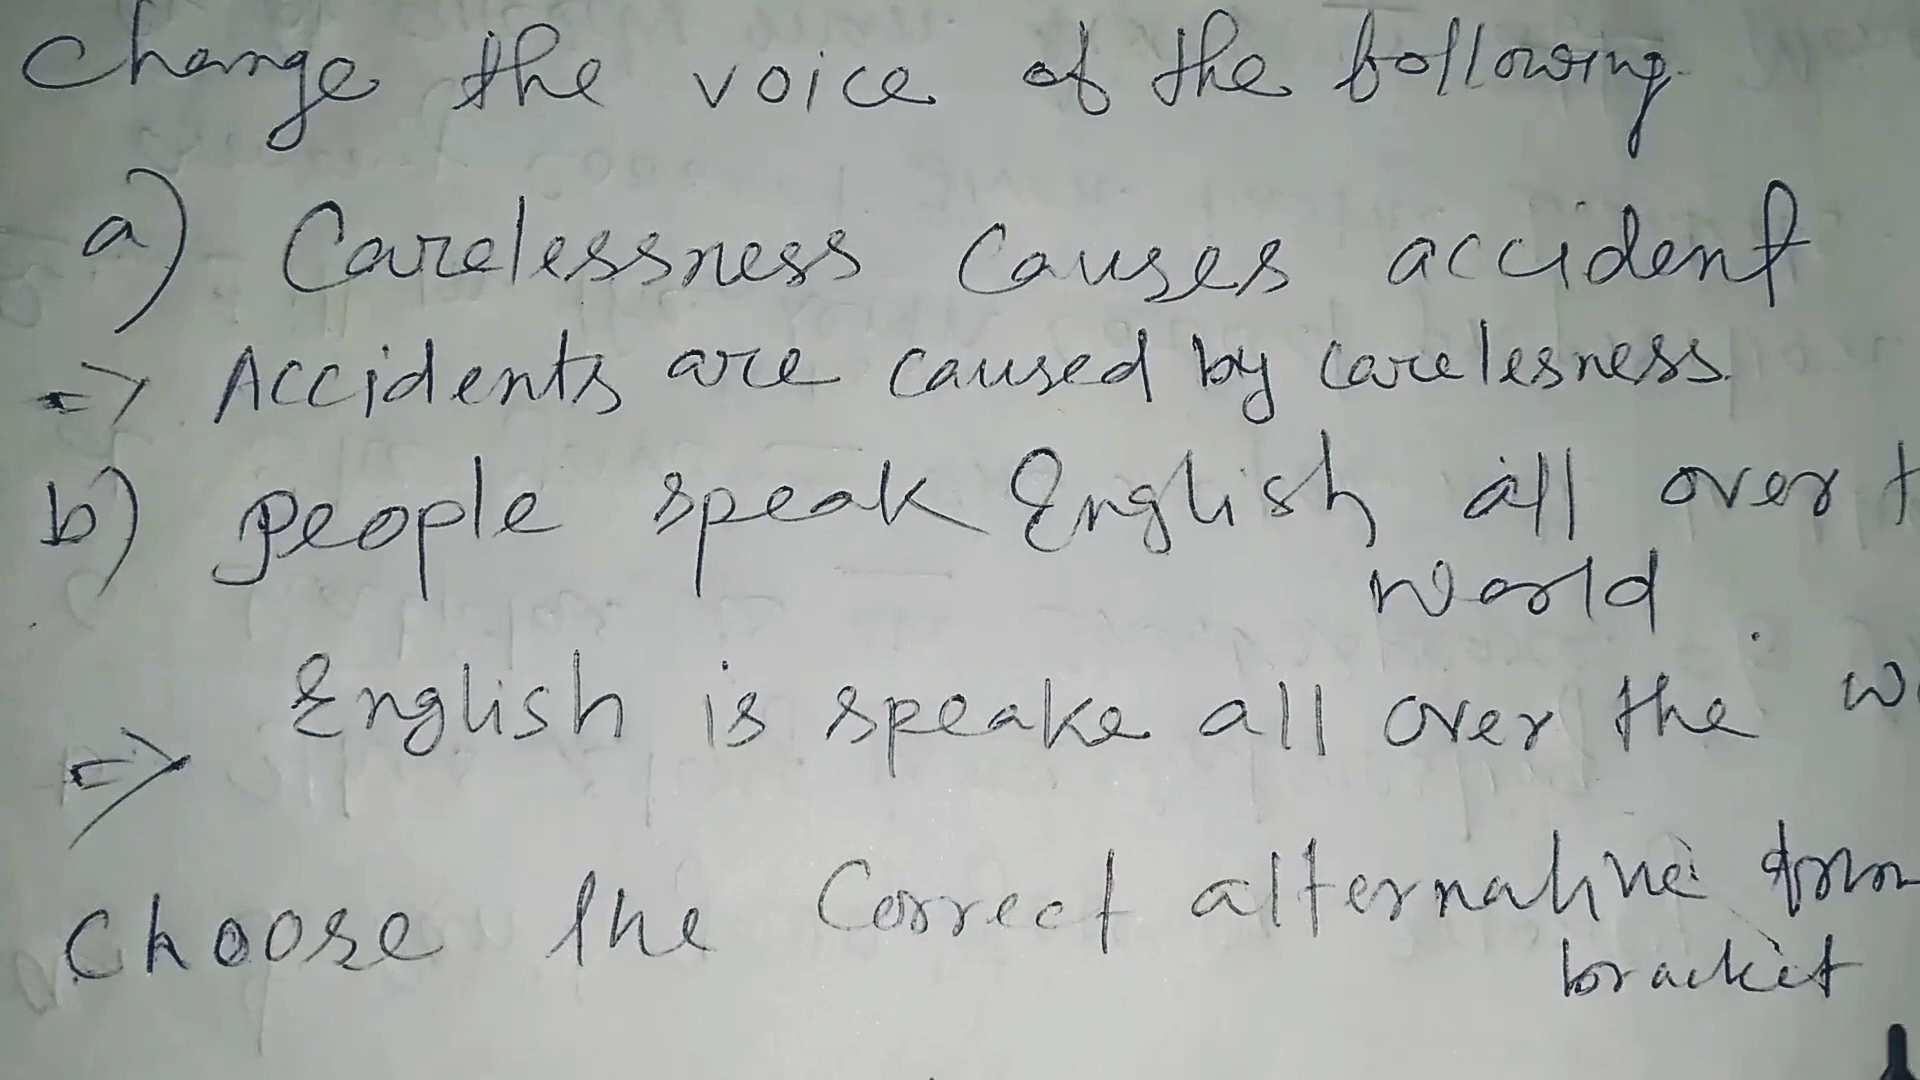 Change the voice of the following.
a) Carelessness causes accident
=> Accidents are caused by carelesness.
b) people speak English all over
world
=> English is speake all over the
Choose the Correct alternative from
bracket